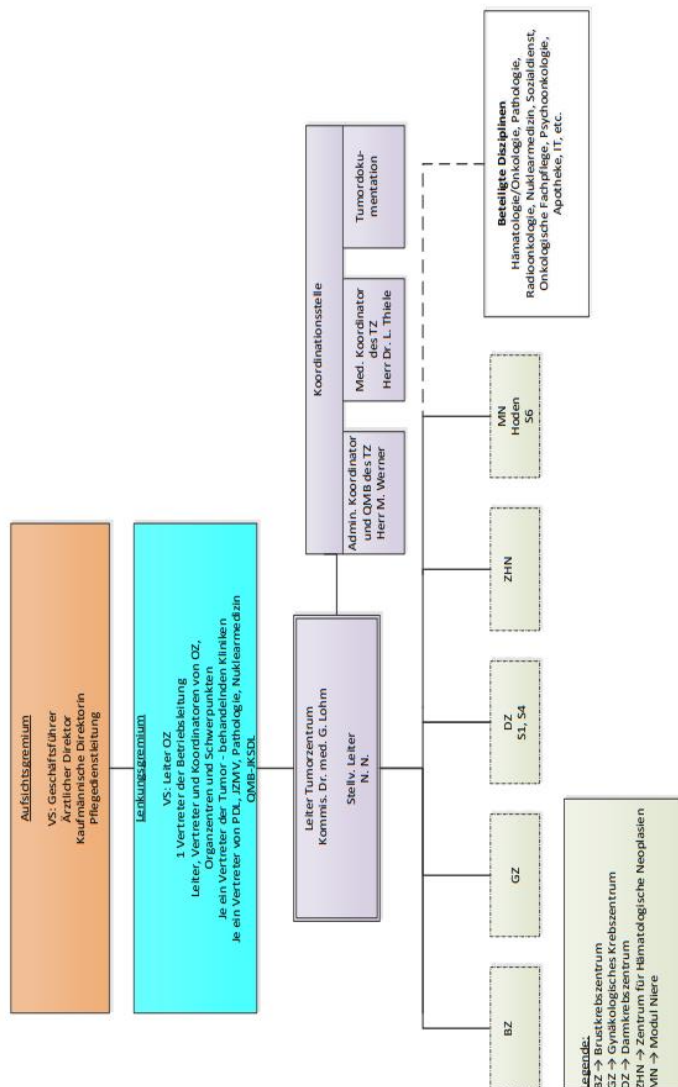 Aufsichtsgremium
VS: Geschäftsführer
Ärztlicher Direktor
Kaufmännische Direktorin
Pflegedienstleitung
Lenkungsgremium
VS: Leiter OZ
1 Vertreter der Betriebsleitung
Leiter, Vertreter und Koordinatoren von OZ,
Organzentren und Schwerpunkten
Je ein Vertreter der Tumor - behandelnden Kliniken
Je ein Vertreter von PDL, IZMV, Pathologie, Nuklearmedizin
QMB-JKSDL
Leiter Tumorzentrum
Kommis. Dr. med. G. Lohm
Stellv. Leiter
N. N.
Koordinationsstelle
Admin. Koordinator
und QMB des TZ
Herr M. Werner
Med. Koordinator
des TZ
Herr Dr. L. Thiele
Tumordoku-
mentation
BZ
GZ
DZ
S1, S4
ZHN
MN
Hoden
S6
Beteiligte Disziplinen
Hämatologie/Onkologie, Pathologie,
Radioonkologie, Nuklearmedizin, Sozialdienst,
Onkologische Fachpflege, Psychoonkologie,
Apotheke, IT, etc.
Legende:
BZ → Brustkrebszentrum
GZ → Gynäkologisches Krebszentrum
DZ → Darmkrebszentrum
ZHN → Zentrum für Hämatologische Neoplasien
MN → Modul Niere